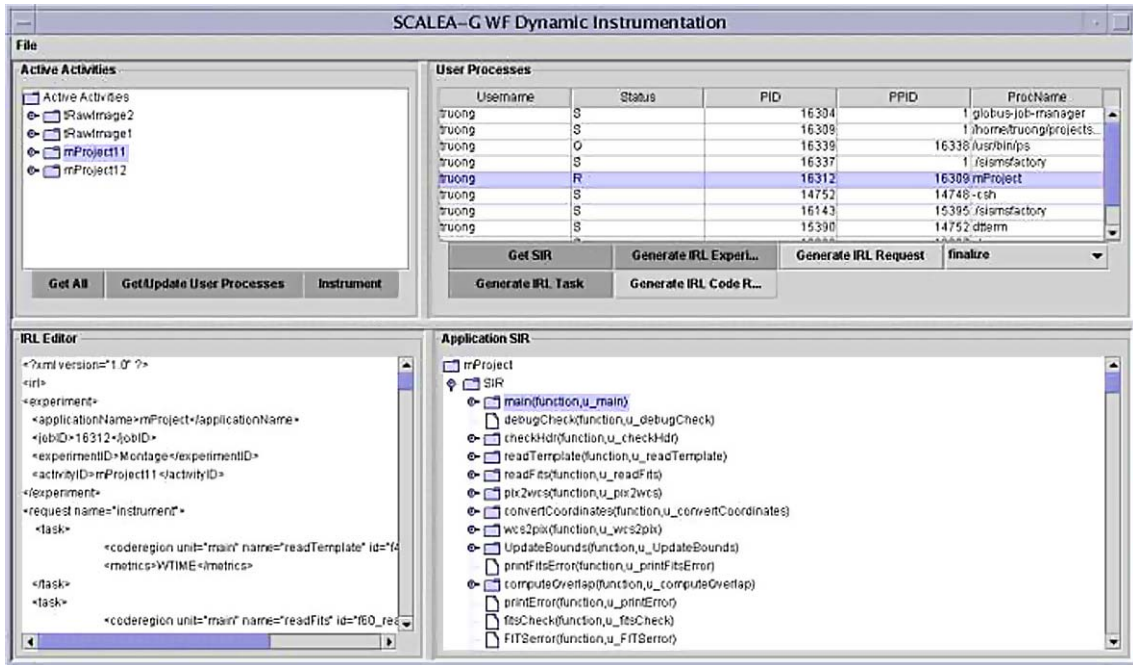 SCALEA-G WF Dynamic Instrumentation
File
Active Activities
Active Activities
tRawImage2
tRawImage1
mProject11
mProject12
Get All Get/Update User Processes Instrument
User Processes
Username Status PID PPID ProcName
truong S 16304 1 globus-job-manager
truong S 16309 1 /home/truong/projects...
truong O 16339 16338 /usr/bin/ps
truong S 16337 1 ./sismsfactory
truong R 16312 16309 mProject
truong S 14752 14748 -csh
truong S 16143 15395 ./sismsfactory
truong S 15390 14752 dtterm
Get SIR Generate IRL Experi... Generate IRL Request finalize
Generate IRL Task Generate IRL Code R...
IRL Editor
<?xml version="1.0" ?>
<irl>
<experiment>
<applicationName>mProject</applicationName>
<jobID>16312</jobID>
<experimentID>Montage</experimentID>
<activityID>mProject11</activityID>
</experiment>
<request name="instrument">
<task>
<coderegion unit="main" name="readTemplate" id="f4
<metrics>WTIME</metrics>
</task>
<task>
<coderegion unit="main" name="readFits" id="f60_rea
Application SIR
mProject
SIR
main(function,u_main)
debugCheck(function,u_debugCheck)
checkHdr(function,u_checkHdr)
readTemplate(function,u_readTemplate)
readFits(function,u_readFits)
pix2wcs(function,u_pix2wcs)
convertCoordinates(function,u_convertCoordinates)
wcs2pix(function,u_wcs2pix)
UpdateBounds(function,u_UpdateBounds)
printFitsError(function,u_printFitsError)
computeOverlap(function,u_computeOverlap)
printError(function,u_printError)
fitsCheck(function,u_fitsCheck)
FITSerror(function,u_FITSerror)